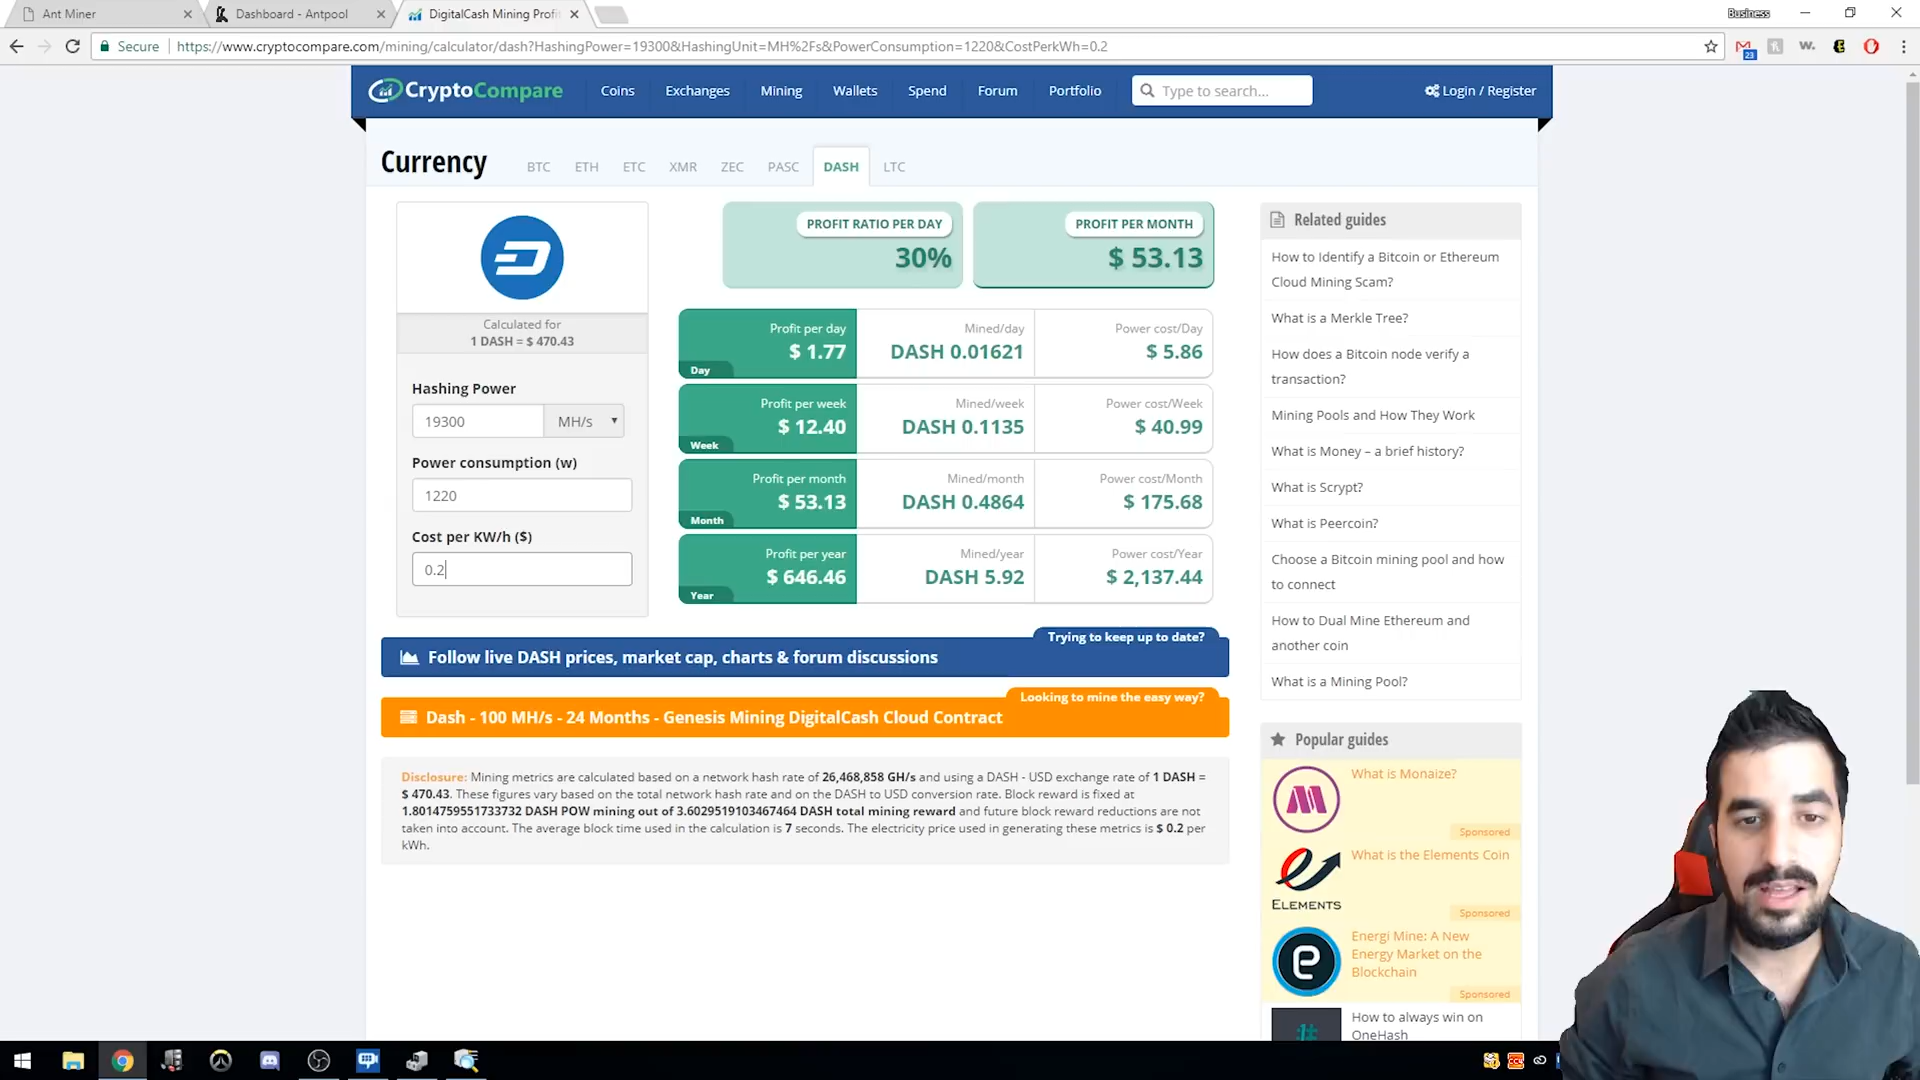 Ant Miner
Dashboard - Antpool
DigitalCash Mining Profi
Business
Secure
https://www.cryptocompare.com/mining/calculator/dash?HashingPower=19300&HashingUnit=MH%2Fs&PowerConsumption=1220&CostPerkWh=0.2
23
W.
CryptoCompare
Coins
Exchanges
Mining
Wallets
Spend
Forum
Portfolio
Type to search...
Login / Register
Currency
BTC
ETH
ETC
XMR
ZEC
PASC
DASH
LTC
Calculated for
1 DASH = $ 470.43
Hashing Power
19300
MH/s
Power consumption (w)
1220
Cost per KW/h ($)
0.2
PROFIT RATIO PER DAY
30%
PROFIT PER MONTH
$ 53.13
Profit per day
$ 1.77
Day
Mined/day
DASH 0.01621
Power cost/Day
$ 5.86
Profit per week
$ 12.40
Week
Mined/week
DASH 0.1135
Power cost/Week
$ 40.99
Profit per month
$ 53.13
Month
Mined/month
DASH 0.4864
Power cost/Month
$ 175.68
Profit per year
$ 646.46
Year
Mined/year
DASH 5.92
Power cost/Year
$ 2,137.44
Trying to keep up to date?
Follow live DASH prices, market cap, charts & forum discussions
Looking to mine the easy way?
Dash - 100 MH/s - 24 Months - Genesis Mining DigitalCash Cloud Contract
Disclosure: Mining metrics are calculated based on a network hash rate of 26,468,858 GH/s and using a DASH - USD exchange rate of 1 DASH =
$ 470.43. These figures vary based on the total network hash rate and on the DASH to USD conversion rate. Block reward is fixed at
1.8014759551733732 DASH POW mining out of 3.6029519103467464 DASH total mining reward and future block reward reductions are not
taken into account. The average block time used in the calculation is 7 seconds. The electricity price used in generating these metrics is $ 0.2 per
kWh.
Related guides
How to Identify a Bitcoin or Ethereum
Cloud Mining Scam?
What is a Merkle Tree?
How does a Bitcoin node verify a
transaction?
Mining Pools and How They Work
What is Money – a brief history?
What is Scrypt?
What is Peercoin?
Choose a Bitcoin mining pool and how
to connect
How to Dual Mine Ethereum and
another coin
What is a Mining Pool?
Popular guides
What is Monaize?
Sponsored
What is the Elements Coin
ELEMENTS
Sponsored
Energi Mine: A New
Energy Market on the
Blockchain
Sponsored
How to always win on
OneHash